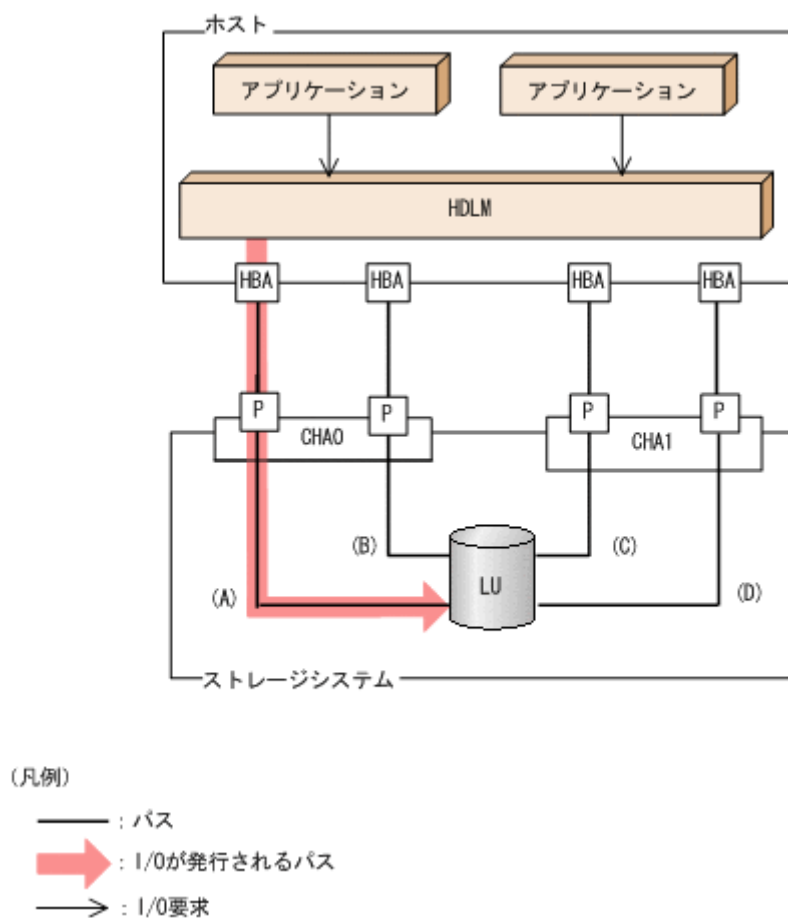 ホスト
アプリケーション アプリケーション
HDLM
HBA HBA HBA HBA
P P P P
CHA0 CHA1
(B) (C)
LU
(A) (D)
ストレージシステム
(凡例)
: パス
: I/Oが発行されるパス
: I/O要求